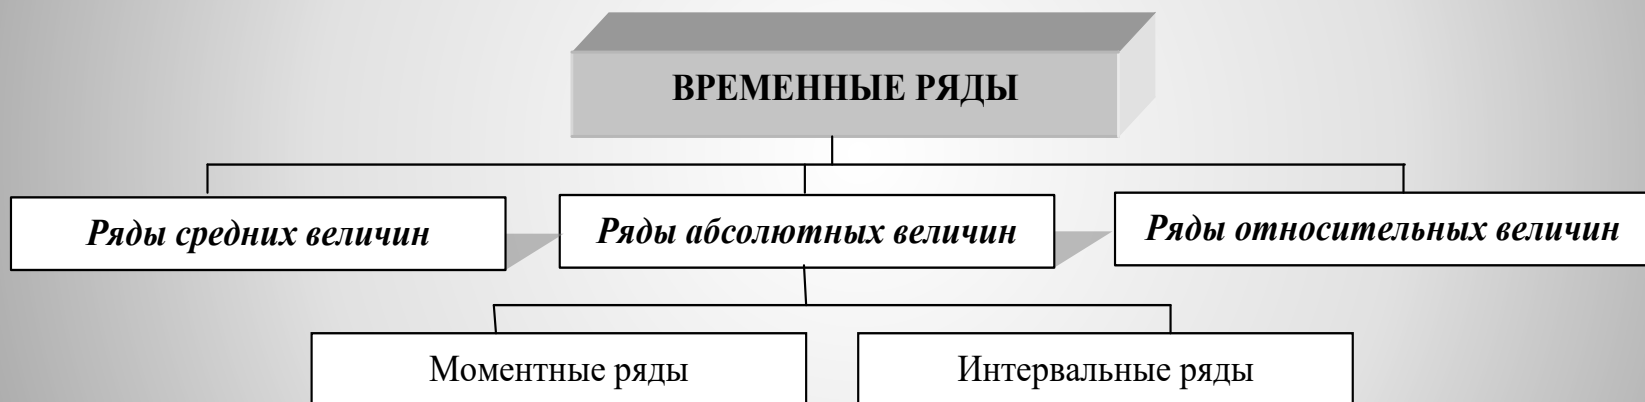 ВРЕМЕННЫЕ РЯДЫ
Ряды средних величин
Ряды абсолютных величин
Ряды относительных величин
Моментные ряды
Интервальные ряды